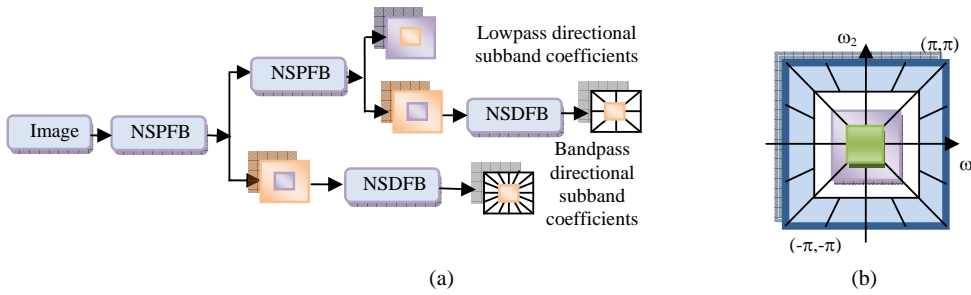 Lowpass directional
subband coefficients
NSPFB
Image
NSPFB
NSDFB
Bandpass
directional
subband
coefficients
NSDFB
(a)
ω2
(π,π)
ω
(-π,-π)
(b)